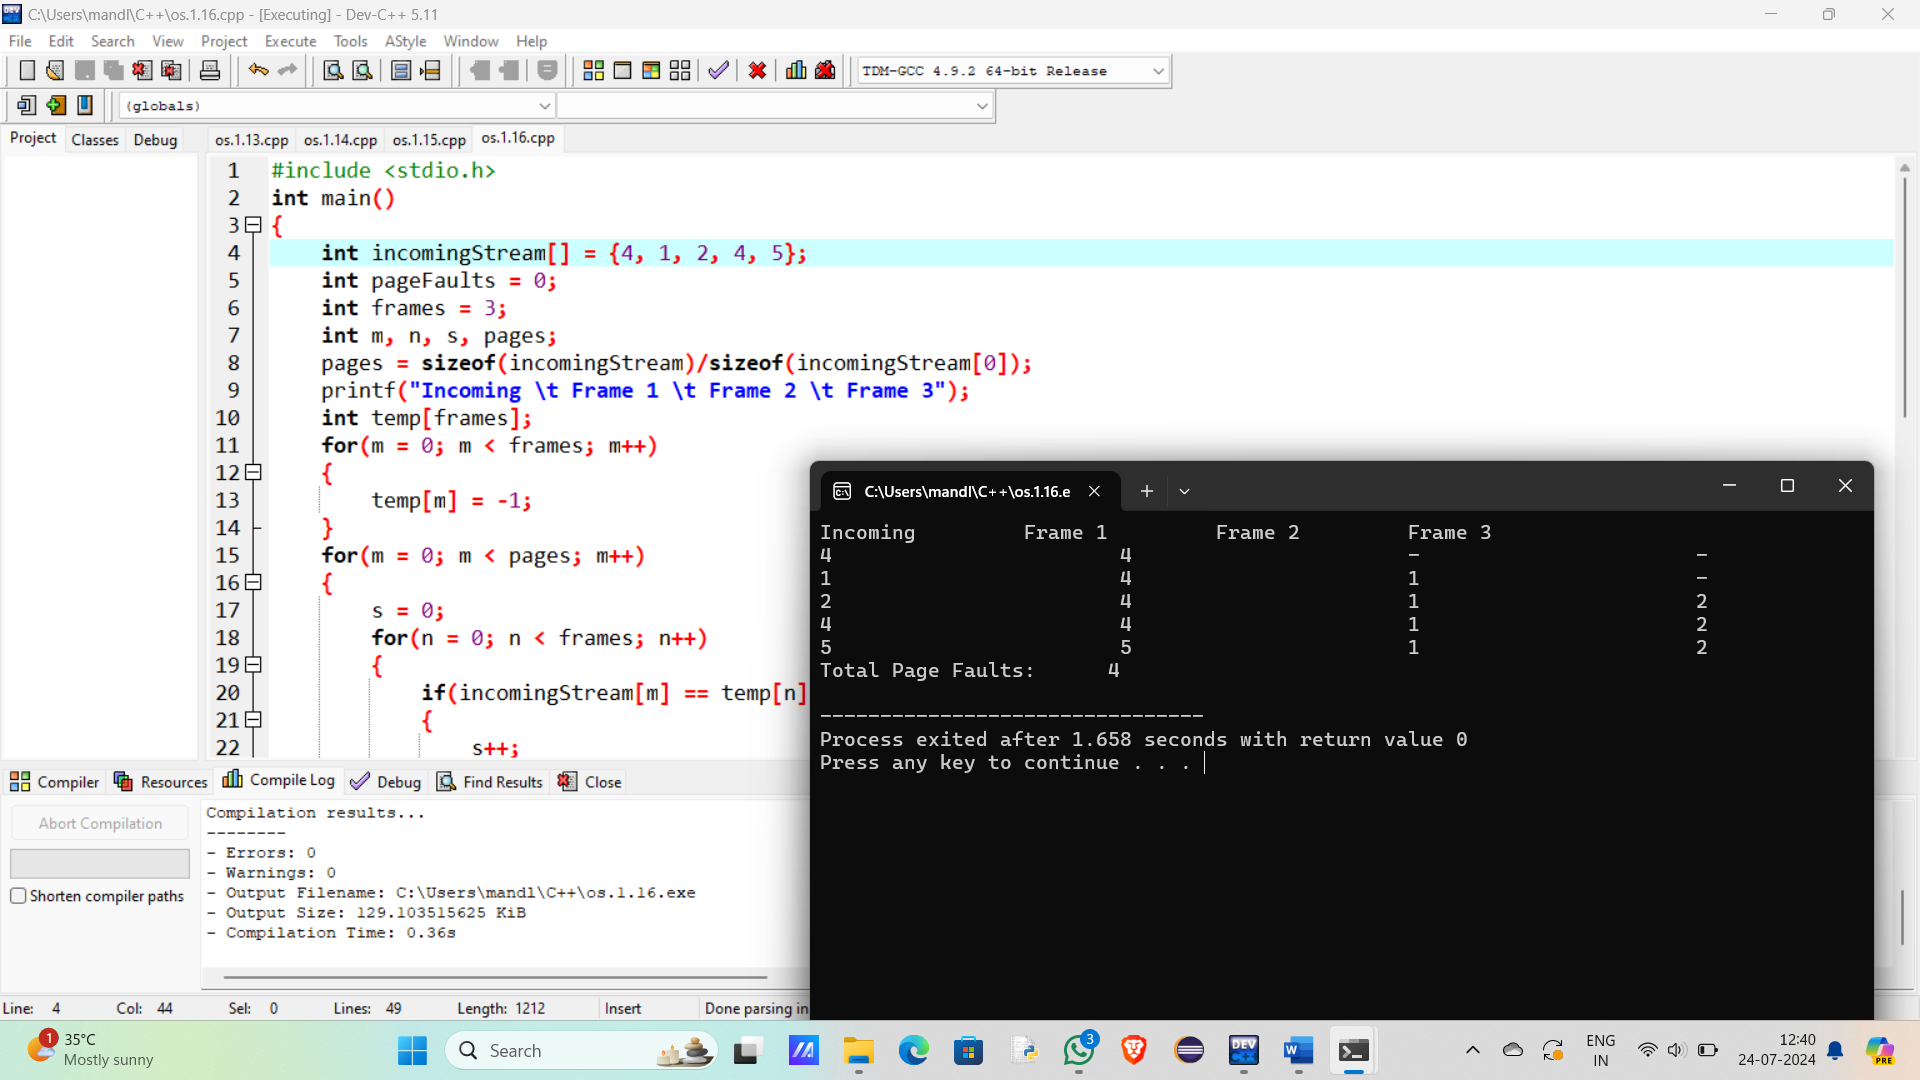 C:\Users\mandl\C++\os.1.16.cpp - [Executing] - Dev-C++ 5.11
File Edit Search View Project Execute Tools AStyle Window Help
TDM-GCC 4.9.2 64-bit Release
(globals)
Project Classes Debug
os.1.13.cpp os.1.14.cpp os.1.15.cpp os.1.16.cpp
1 #include <stdio.h>
2 int main()
3 {
4 int incomingStream[] = {4, 1, 2, 4, 5};
5 int pageFaults = 0;
6 int frames = 3;
7 int m, n, s, pages;
8 pages = sizeof(incomingStream)/sizeof(incomingStream[0]);
9 printf("Incoming \t Frame 1 \t Frame 2 \t Frame 3");
10 int temp[frames];
11 for(m = 0; m < frames; m++)
12 {
13 temp[m] = -1;
14 }
15 for(m = 0; m < pages; m++)
16 {
17 s = 0;
18 for(n = 0; n < frames; n++)
19 {
20 if(incomingStream[m] == temp[n]
21 {
22 s++;
C:\Users\mandl\C++\os.1.16.e
Incoming Frame 1 Frame 2 Frame 3
4 4 - -
1 4 1 -
2 4 1 2
4 4 1 2
5 5 1 2
Total Page Faults: 4
--------------------------------
Process exited after 1.658 seconds with return value 0
Press any key to continue . . .
Compiler Resources Compile Log Debug Find Results Close
Abort Compilation
Shorten compiler paths
Compilation results...
--------
- Errors: 0
- Warnings: 0
- Output Filename: C:\Users\mandl\C++\os.1.16.exe
- Output Size: 129.103515625 KiB
- Compilation Time: 0.36s
Line: 4 Col: 44 Sel: 0 Lines: 49 Length: 1212 Insert Done parsing in
1
35°C
Mostly sunny
Search
DEV
C++
W
3
ENG
IN
12:40
24-07-2024
PRE